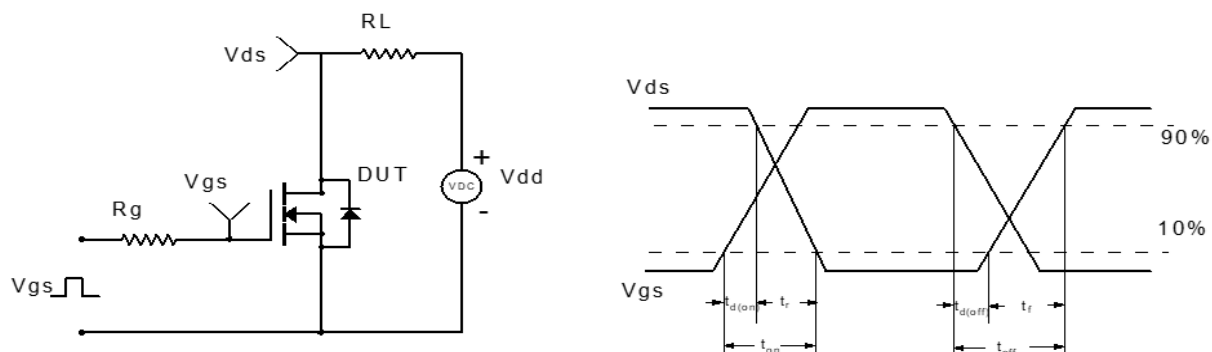 RL
Vds
Vgs
Rg
DUT
VDC
+
Vdd
-
Vgs
Vds
90%
10%
Vgs
td(on)
tr
td(off)
tf
ton
toff